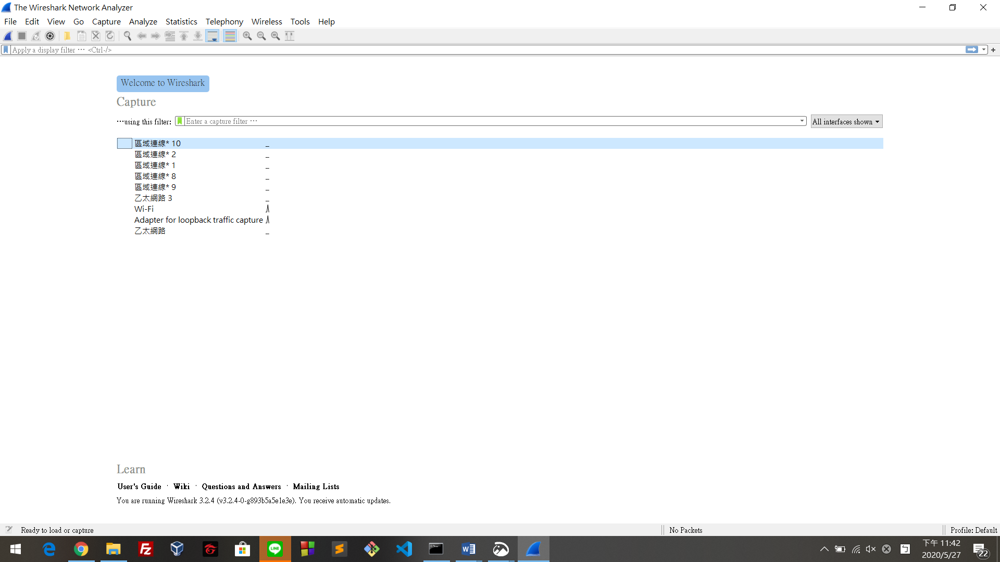 The Wireshark Network Analyzer
File Edit View Go Capture Analyze Statistics Telephony Wireless Tools Help
Apply a display filter ⋯ <Ctrl-/>
Welcome to Wireshark
Capture
⋯using this filter: Enter a capture filter ⋯ All interfaces shown
區域連線* 10
區域連線* 2
區域連線* 1
區域連線* 8
區域連線* 9
乙太網路 3
Wi-Fi
Adapter for loopback traffic capture
乙太網路
Learn
User's Guide · Wiki · Questions and Answers · Mailing Lists
You are running Wireshark 3.2.4 (v3.2.4-0-g893b5a5e1e3e). You receive automatic updates.
Ready to load or capture No Packets Profile: Default
LINE
下午 11:42
2020/5/27
22